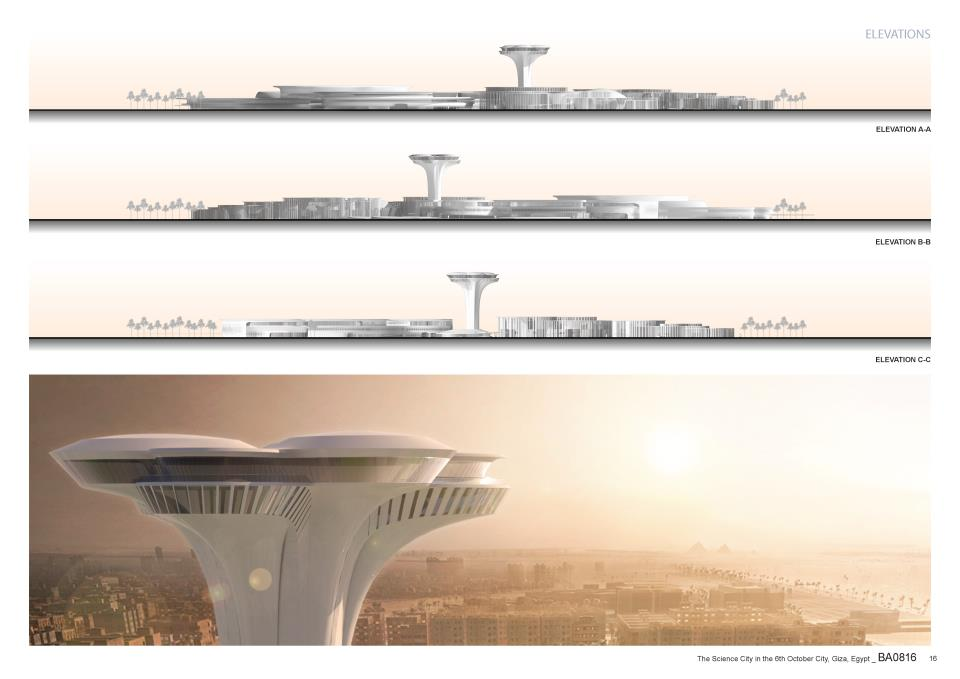 ELEVATIONS
ELEVATION A-A
ELEVATION B-B
ELEVATION C-C
The Science City in the 6th October City, Giza, Egypt _ BA0816 16